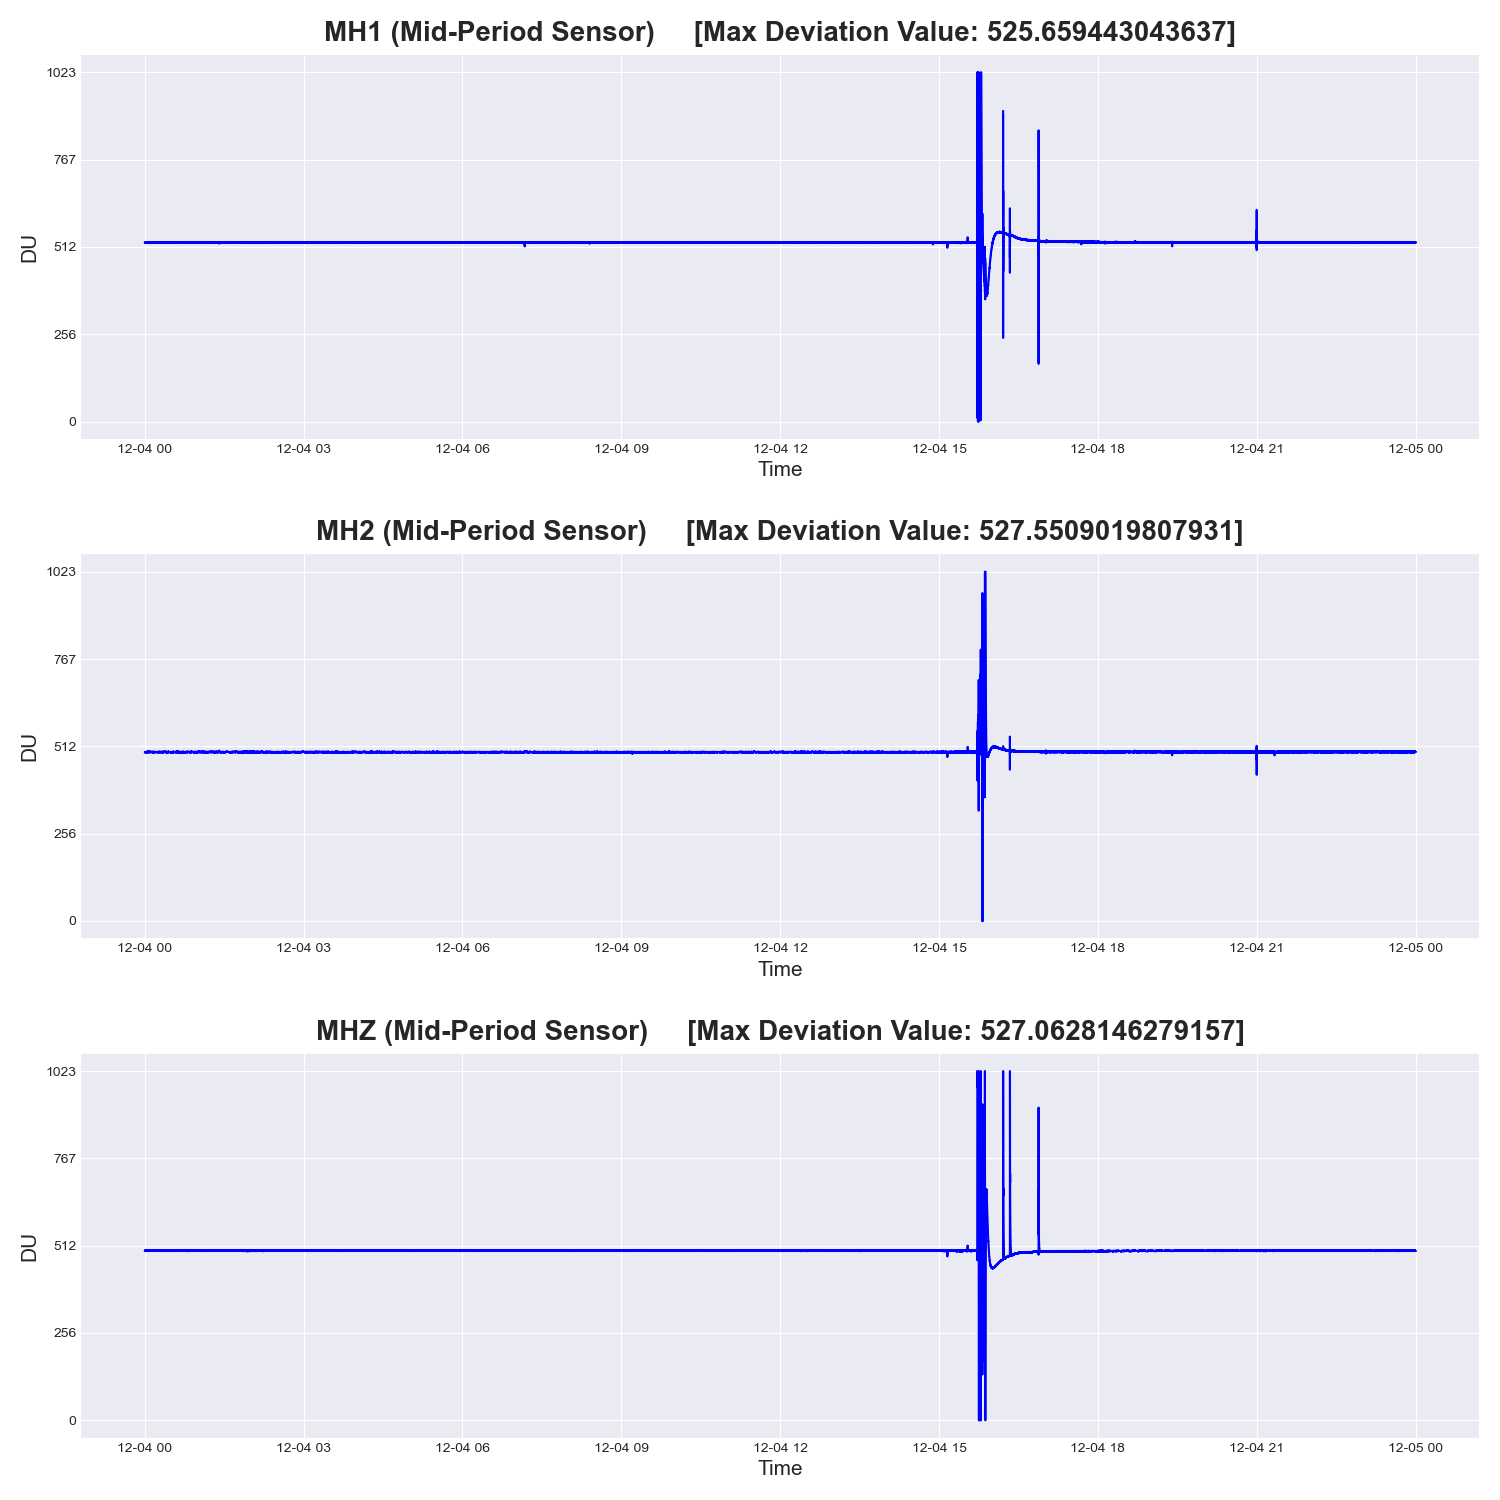 MH1 (Mid-Period Sensor) [Max Deviation Value: 525.659443043637]
1023
767
512
256
0
DU
12-04 00 12-04 03 12-04 06 12-04 09 12-04 12 12-04 15 12-04 18 12-04 21 12-05 00
Time
MH2 (Mid-Period Sensor) [Max Deviation Value: 527.5509019807931]
1023
767
512
256
0
DU
12-04 00 12-04 03 12-04 06 12-04 09 12-04 12 12-04 15 12-04 18 12-04 21 12-05 00
Time
MHZ (Mid-Period Sensor) [Max Deviation Value: 527.0628146279157]
1023
767
512
256
0
DU
12-04 00 12-04 03 12-04 06 12-04 09 12-04 12 12-04 15 12-04 18 12-04 21 12-05 00
Time